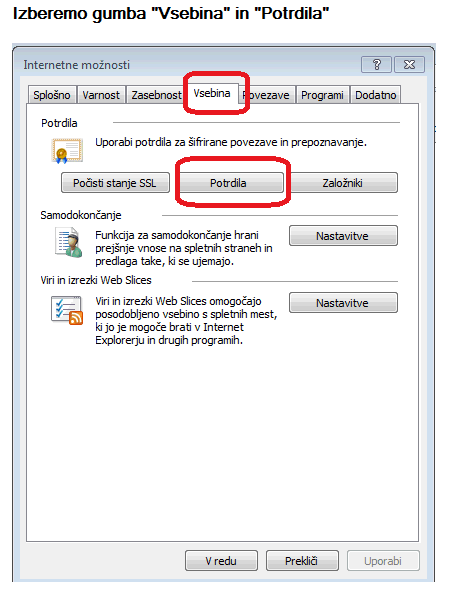 Izberemo gumba "Vsebina" in "Potrdila"
Internetne možnosti
Splošno Varnost Zasebnost Vsebina Povezave Programi Dodatno
Potrdila
Uporabi potrdila za šifrirane povezave in prepoznavanje.
Počisti stanje SSL Potrdila Založniki
Samodokončanje
Funkcija za samodokončanje hrani
prejšnje vnose na spletnih straneh in
predlaga take, ki se ujemajo.
Nastavitve
Viri in izrezki Web Slices
Viri in izrezki Web Slices omogočajo
posodobljeno vsebino s spletnih mest,
ki jo je mogoče brati v Internet
Explorerju in drugih programih.
Nastavitve
V redu Prekliči Uporabi